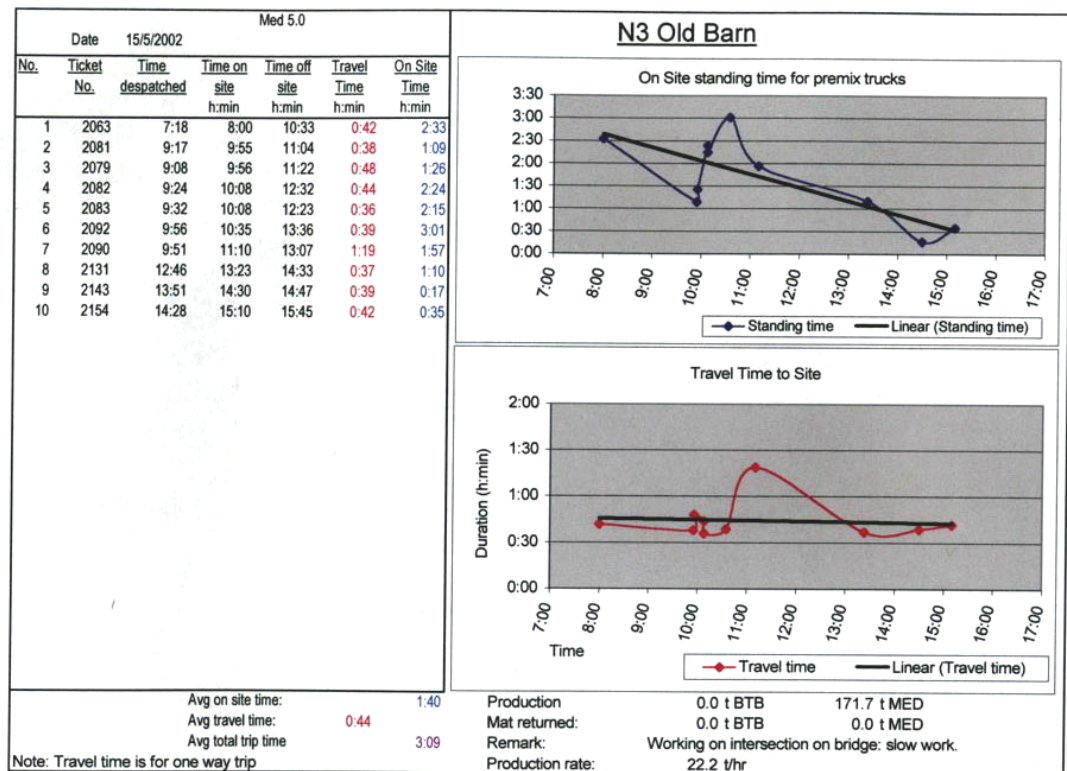 Med 5.0
Date 15/5/2002
No. Ticket No. Time despatched Time on site h:min Time off site h:min Travel Time h:min On Site Time h:min
1 2063 7:18 8:00 10:33 0:42 2:33
2 2081 9:17 9:55 11:04 0:38 1:09
3 2079 9:08 9:56 11:22 0:48 1:26
4 2082 9:24 10:08 12:32 0:44 2:24
5 2083 9:32 10:08 12:23 0:36 2:15
6 2092 9:56 10:35 13:36 0:39 3:01
7 2090 9:51 11:10 13:07 1:19 1:57
8 2131 12:46 13:23 14:33 0:37 1:10
9 2143 13:51 14:30 14:47 0:39 0:17
10 2154 14:28 15:10 15:45 0:42 0:35
Avg on site time: 1:40
Avg travel time: 0:44
Avg total trip time 3:09
Note: Travel time is for one way trip
N3 Old Barn
On Site standing time for premix trucks
3:30
3:00
2:30
2:00
1:30
1:00
0:30
0:00
7:00 8:00 9:00 10:00 11:00 12:00 13:00 14:00 15:00 16:00 17:00
Standing time Linear (Standing time)
Travel Time to Site
Duration (h:min)
2:00
1:30
1:00
0:30
0:00
7:00 8:00 9:00 10:00 11:00 12:00 13:00 14:00 15:00 16:00 17:00
Time
Travel time Linear (Travel time)
Production 0.0 t BTB 171.7 t MED
Mat returned: 0.0 t BTB 0.0 t MED
Remark: Working on intersection on bridge: slow work.
Production rate: 22.2 t/hr